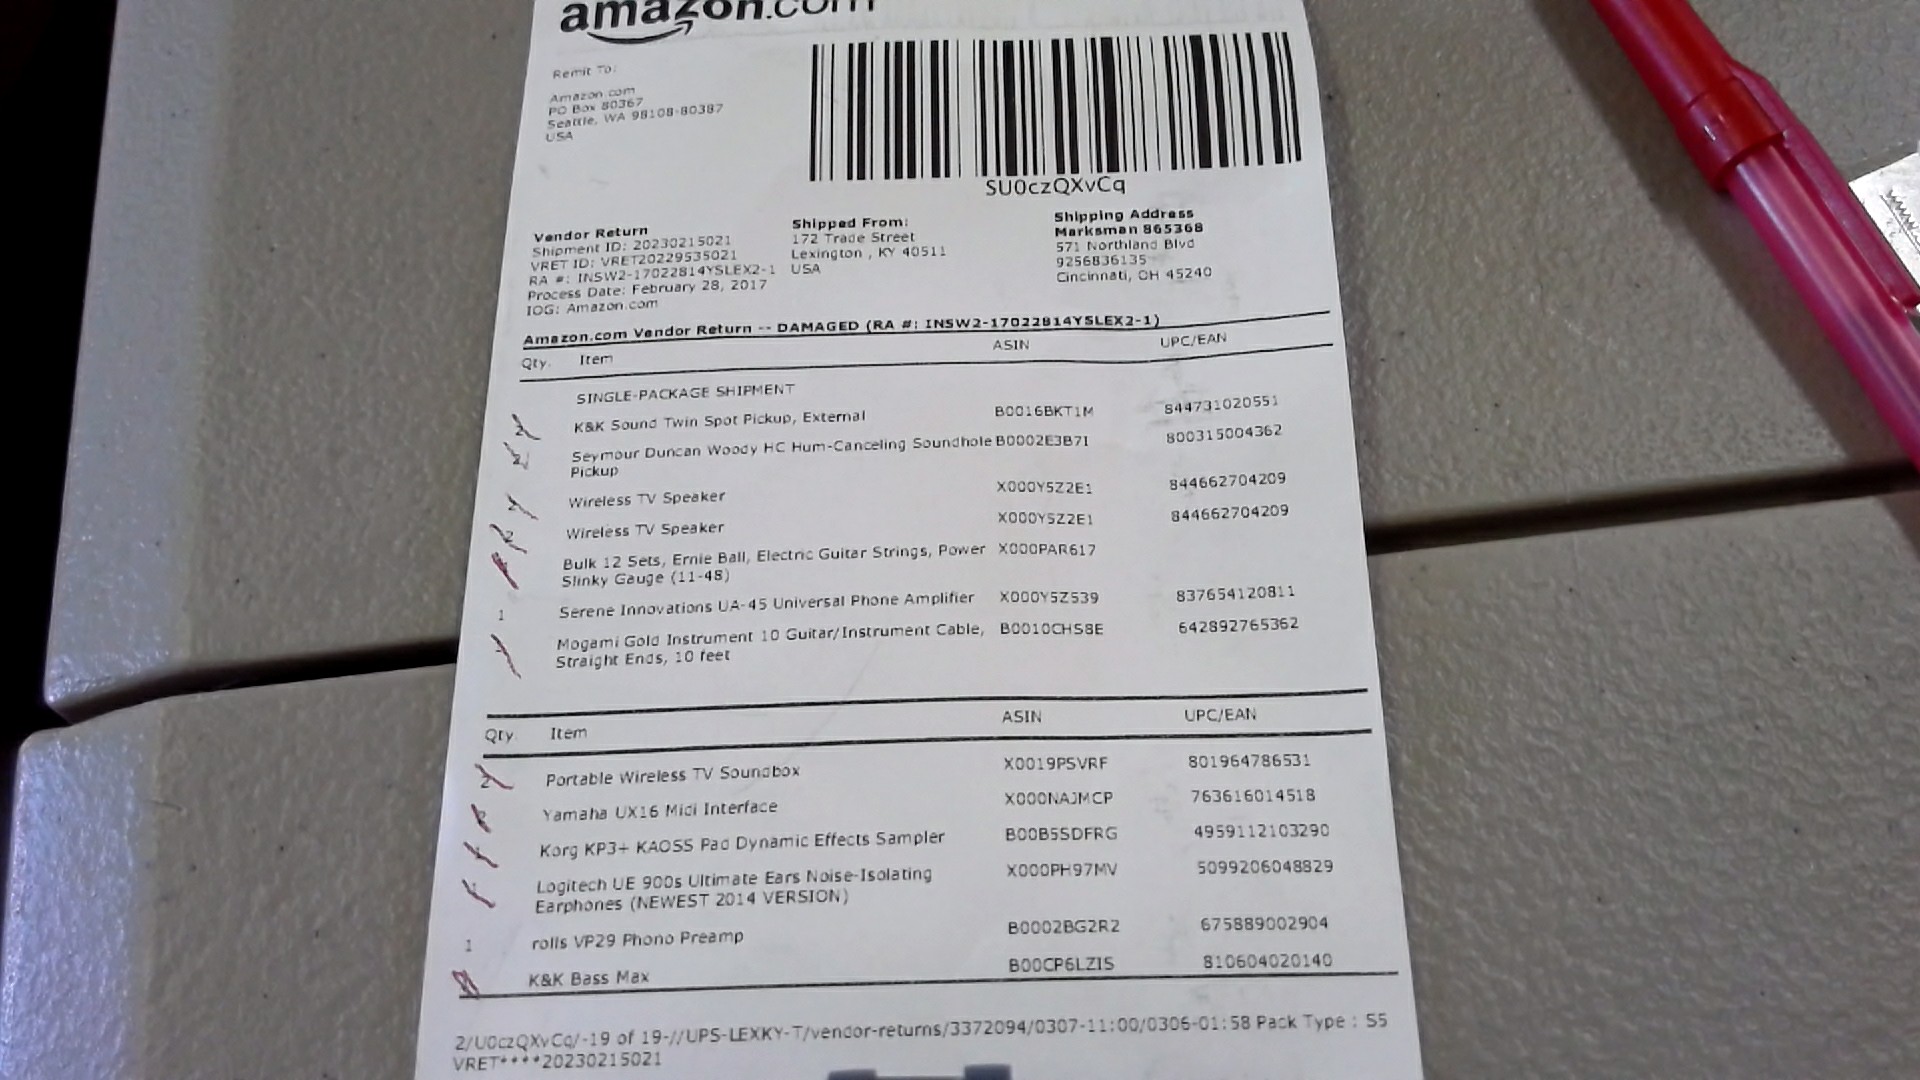 amazon.com
Remit To:
Amazon.com
PO Box 80367
Seattle, WA 98108-80387
USA
SU0czQXvCq
Vendor Return
Shipment ID: 20230215021
VRET ID: VRET20229535021
RA #: INSW2-17022814YSLEX2-1
Process Date: February 28, 2017
IOG: Amazon.com
Shipped From:
172 Trade Street
Lexington , KY 40511
USA
Shipping Address
Marksman 865368
571 Northland Blvd
9256836135
Cincinnati, OH 45240
Amazon.com Vendor Return -- DAMAGED (RA #: INSW2-17022814YSLEX2-1)
Qty. Item ASIN UPC/EAN
SINGLE-PACKAGE SHIPMENT
K&K Sound Twin Spot Pickup, External B0016BKT1M 844731020551
Seymour Duncan Woody HC Hum-Canceling Soundhole B0002E3B7I 800315004362
Pickup
Wireless TV Speaker X000Y5Z2E1 844662704209
Wireless TV Speaker X000Y5Z2E1 844662704209
Bulk 12 Sets, Ernie Ball, Electric Guitar Strings, Power X000PAR617
Slinky Gauge (11-48)
1 Serene Innovations UA-45 Universal Phone Amplifier X000Y5Z539 837654120811
Mogami Gold Instrument 10 Guitar/Instrument Cable, B0010CHS8E 642892765362
Straight Ends, 10 feet
Qty. Item ASIN UPC/EAN
Portable Wireless TV Soundbox X0019PSVRF 801964786531
Yamaha UX16 Midi Interface X000NAJMCP 763616014518
Korg KP3+ KAOSS Pad Dynamic Effects Sampler B00B5SDFRG 4959112103290
Logitech UE 900s Ultimate Ears Noise-Isolating X000PH97MV 5099206048829
Earphones (NEWEST 2014 VERSION)
1 rolls VP29 Phono Preamp B0002BG2R2 675889002904
K&K Bass Max B00CP6LZIS 810604020140
2/U0czQXvCq/-19 of 19-//UPS-LEXKY-T/vendor-returns/3372094/0307-11:00/0306-01:58 Pack Type : S5
VRET****20230215021